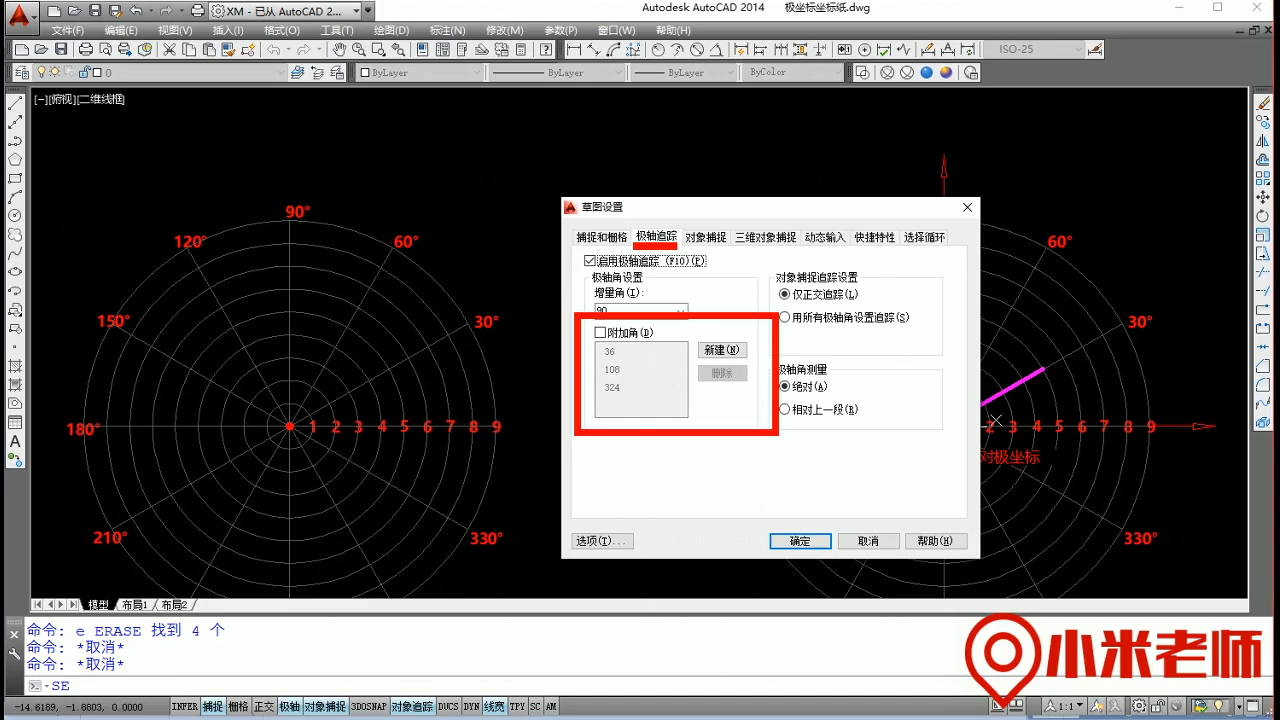 XM - 已从 AutoCAD 2...
Autodesk AutoCAD 2014 极坐标坐标纸.dwg
文件(F) 编辑(E) 视图(V) 插入(I) 格式(O) 工具(T) 绘图(D) 标注(N) 修改(M) 参数(P) 窗口(W) 帮助(H)
ISO-25
0 ByLayer ByLayer ByLayer ByColor
[-][俯视][二维线框]
90°
120° 60°
150° 30°
180° 1 2 3 4 5 6 7 8 9
210° 330°
草图设置
捕捉和栅格 极轴追踪 对象捕捉 三维对象捕捉 动态输入 快捷特性 选择循环
启用极轴追踪 (F10)(P)
极轴角设置
增量角(I):
90
附加角(D)
36
108
324
新建(N)
删除
对象捕捉追踪设置
仅正交追踪(L)
用所有极轴角设置追踪(S)
极轴角测量
绝对(A)
相对上一段(R)
选项(T)... 确定 取消 帮助(H)
60°
30°
2 3 4 5 6 7 8 9
对极坐标
330°
模型 布局1 布局2
命令: e ERASE 找到 4 个
命令: *取消*
命令: *取消*
SE
小米老师
-14.6189, -1.8803, 0.0000 INFER 捕捉 栅格 正交 极轴 对象捕捉 3DOSNAP 对象追踪 DUCS DYN 线宽 TPY SC AM 1:1